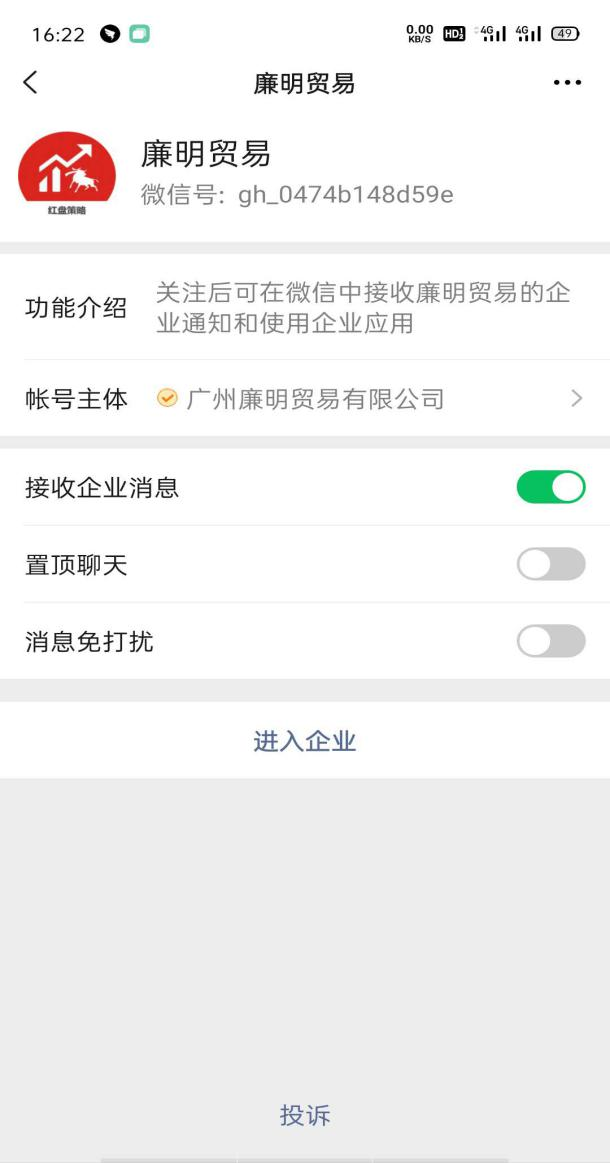 16:22
0.00
KB/S
HD
4G
4G
49
廉明贸易
廉明贸易
微信号: gh_0474b148d59e
红盘策略
功能介绍
关注后可在微信中接收廉明贸易的企
业通知和使用企业应用
帐号主体
广州廉明贸易有限公司
接收企业消息
置顶聊天
消息免打扰
进入企业
投诉